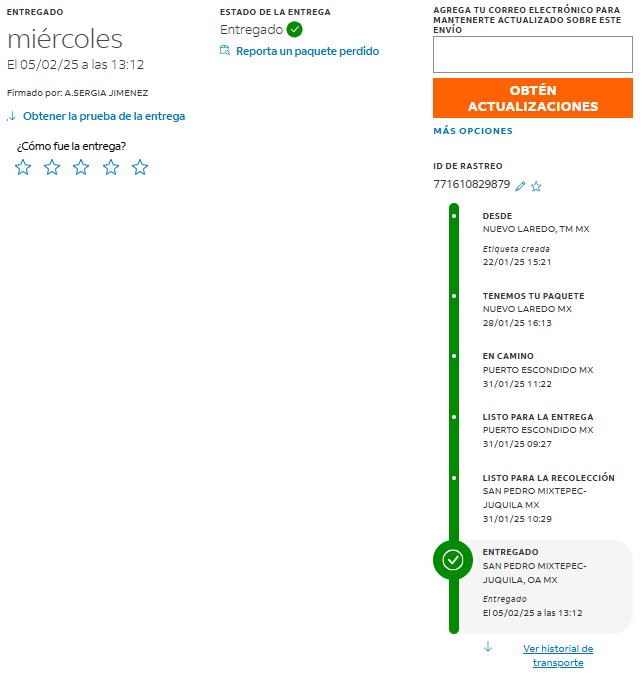 ENTREGADO
miércoles
El 05/02/25 a las 13:12
Firmado por: A.SERGIA JIMENEZ
Obtener la prueba de la entrega
¿Cómo fue la entrega?
ESTADO DE LA ENTREGA
Entregado
Reporta un paquete perdido
AGREGA TU CORREO ELECTRÓNICO PARA
MANTENERTE ACTUALIZADO SOBRE ESTE
ENVÍO
OBTÉN
ACTUALIZACIONES
MÁS OPCIONES
ID DE RASTREO
771610829879
DESDE
NUEVO LAREDO, TM MX
Etiqueta creada
22/01/25 15:21
TENEMOS TU PAQUETE
NUEVO LAREDO MX
28/01/25 16:13
EN CAMINO
PUERTO ESCONDIDO MX
31/01/25 11:22
LISTO PARA LA ENTREGA
PUERTO ESCONDIDO MX
31/01/25 09:27
LISTO PARA LA RECOLECCIÓN
SAN PEDRO MIXTEPEC-
JUQUILA MX
31/01/25 10:29
ENTREGADO
SAN PEDRO MIXTEPEC-
JUQUILA, OA MX
Entregado
El 05/02/25 a las 13:12
Ver historial de
transporte